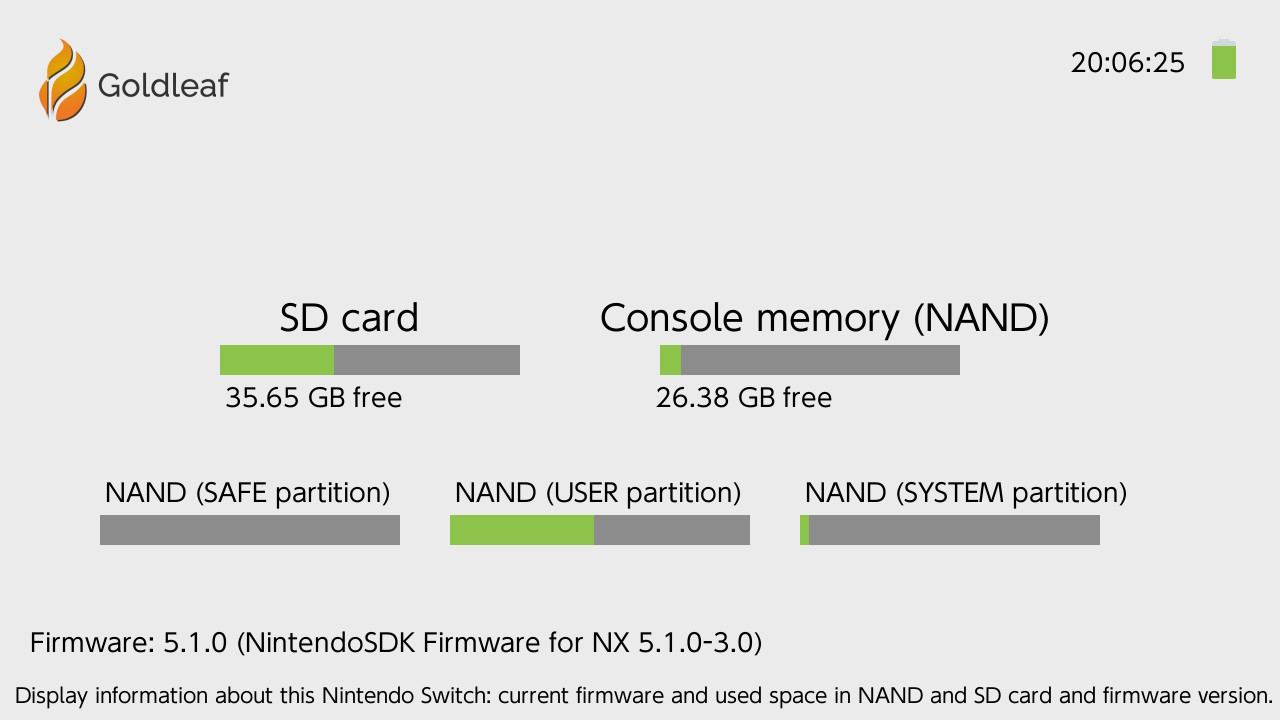 Goldleaf
20:06:25
SD card
Console memory (NAND)
35.65 GB free
26.38 GB free
NAND (SAFE partition)
NAND (USER partition)
NAND (SYSTEM partition)
Firmware: 5.1.0 (NintendoSDK Firmware for NX 5.1.0-3.0)
Display information about this Nintendo Switch: current firmware and used space in NAND and SD card and firmware version.